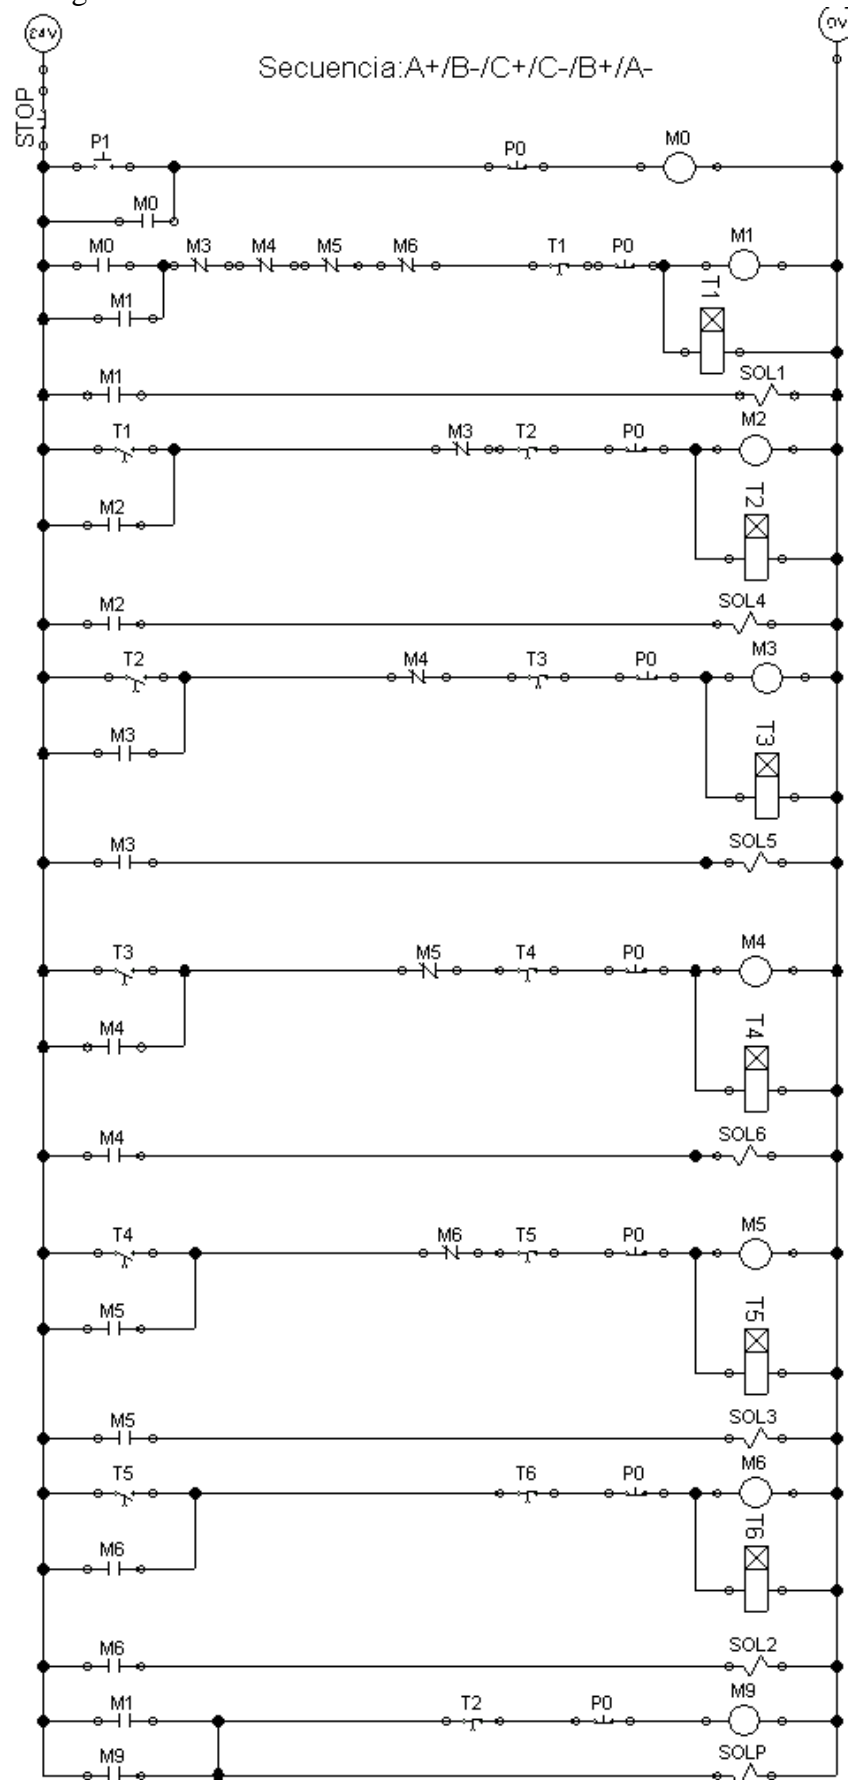 24V
0V
Secuencia:A+/B-/C+/C-/B+/A-
STOP
P1
P0
M0
M0
M0 M3 M4 M5 M6 T1 P0 M1
M1
T1
M1
SOL1
T1 M3 T2 P0 M2
M2
T2
M2
SOL4
T2 M4 T3 P0 M3
M3
T3
M3
SOL5
T3 M5 T4 P0 M4
M4
T4
M4
SOL6
T4 M6 T5 P0 M5
M5
T5
M5
SOL3
T5 T6 P0 M6
M6
T6
M6
SOL2
M1 T2 P0 M9
M9
SOLP